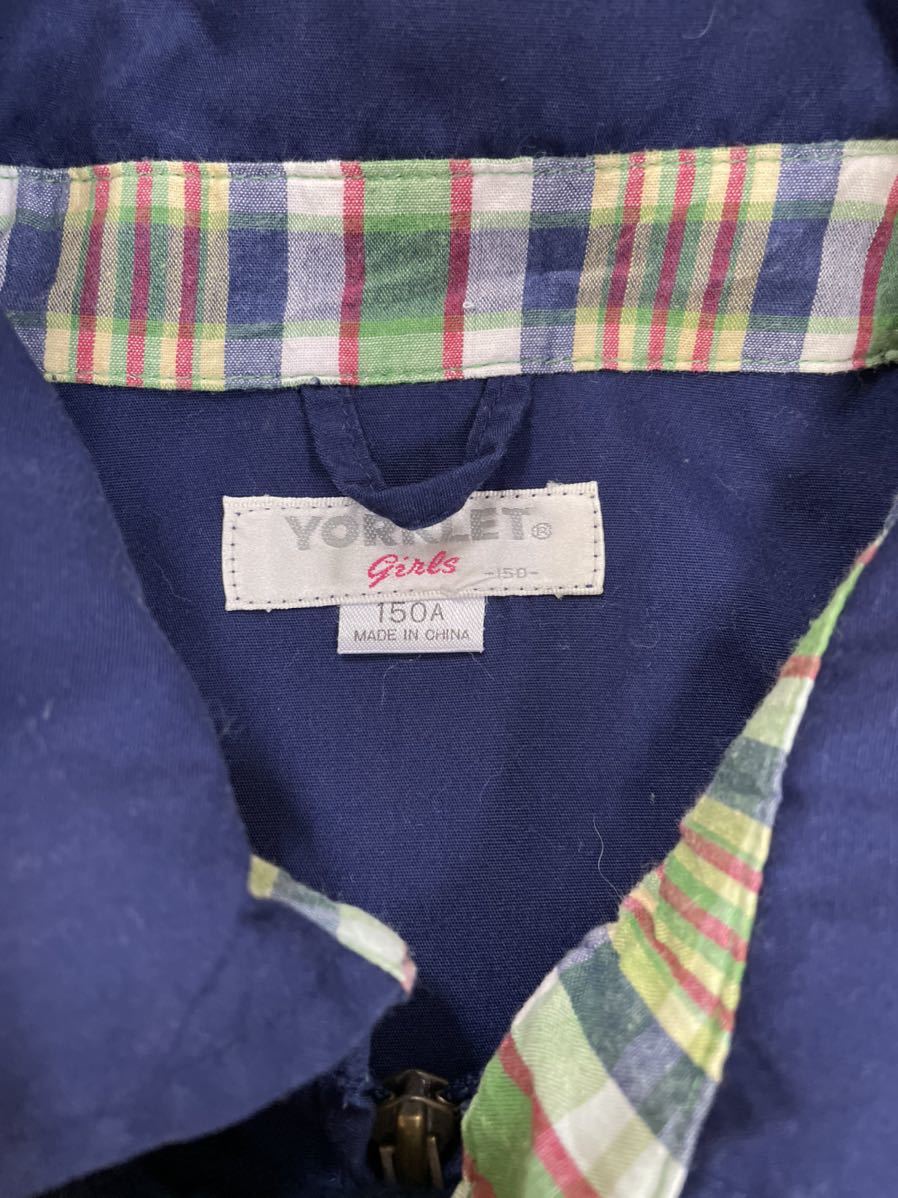 YORKLET®
Girls -150-
150A
MADE IN CHINA